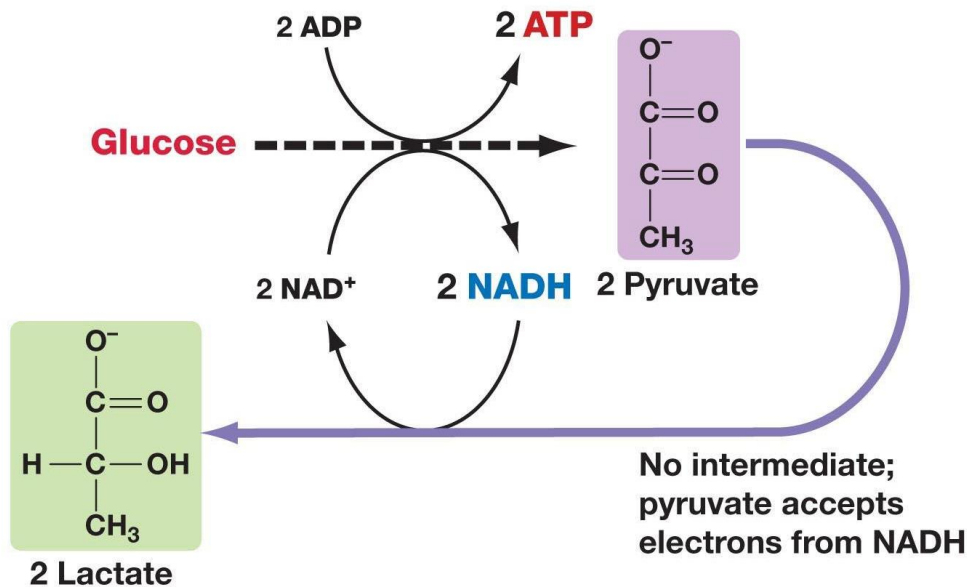 2 ADP
2 ATP
Glucose
O⁻
C=O
C=O
CH₃
2 NAD⁺
2 NADH
2 Pyruvate
O⁻
C=O
H—C—OH
CH₃
2 Lactate
No intermediate;
pyruvate accepts
electrons from NADH